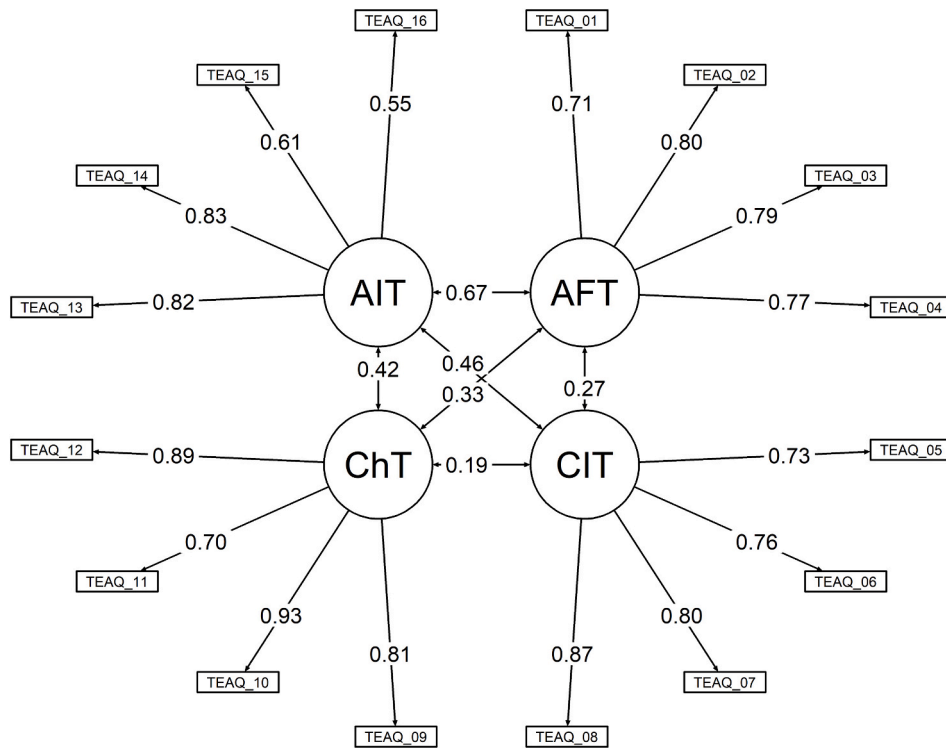 TEAQ_16
TEAQ_01
TEAQ_15
TEAQ_02
0.55
0.71
0.61
0.80
TEAQ_14
TEAQ_03
0.83
0.79
AIT
0.67
AFT
TEAQ_13
0.82
0.77
TEAQ_04
0.42
0.46
0.33
0.27
TEAQ_12
0.89
ChT
0.19
CIT
0.73
TEAQ_05
0.70
0.76
TEAQ_11
TEAQ_06
0.93
0.80
0.81
0.87
TEAQ_10
TEAQ_07
TEAQ_09
TEAQ_08